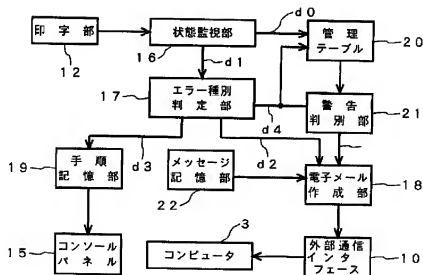 印字部
12
状態監視部
16
d0
管理
テーブル
20
d1
エラー種別
判定部
17
d4
警告
判別部
21
d3
d2
手順
記憶部
19
メッセージ
記憶部
22
電子メール
作成部
18
コンソール
パネル
15
3
コンピュータ
外部通信
インタ
フェース
10